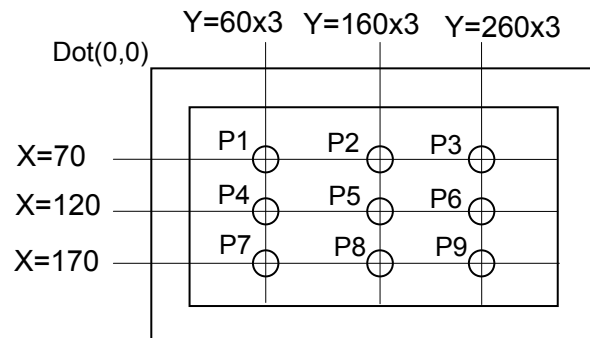 Y=60x3 Y=160x3 Y=260x3
Dot(0,0)
P1 P2 P3
X=70
P4 P5 P6
X=120
P7 P8 P9
X=170